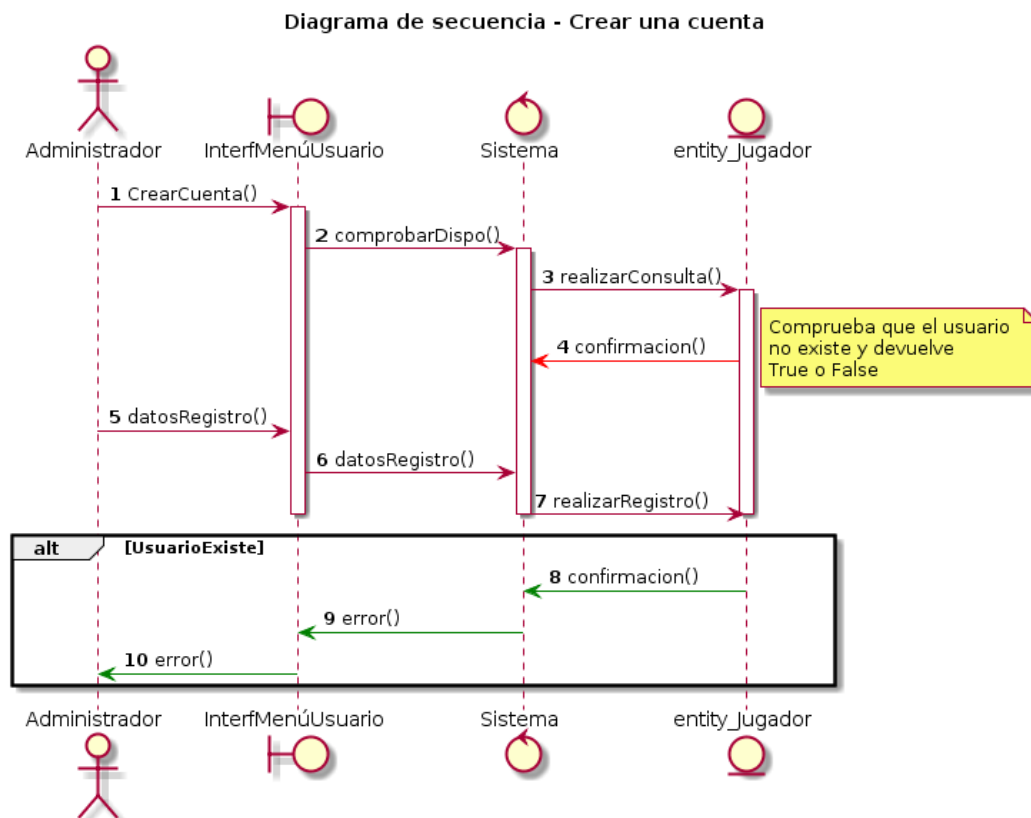 Diagrama de secuencia - Crear una cuenta
Administrador
InterfMenúUsuario
Sistema
entity_Jugador
1 CrearCuenta()
2 comprobarDispo()
3 realizarConsulta()
Comprueba que el usuario
no existe y devuelve
True o False
4 confirmacion()
5 datosRegistro()
6 datosRegistro()
7 realizarRegistro()
alt [UsuarioExiste]
8 confirmacion()
9 error()
10 error()
Administrador
InterfMenúUsuario
Sistema
entity_Jugador